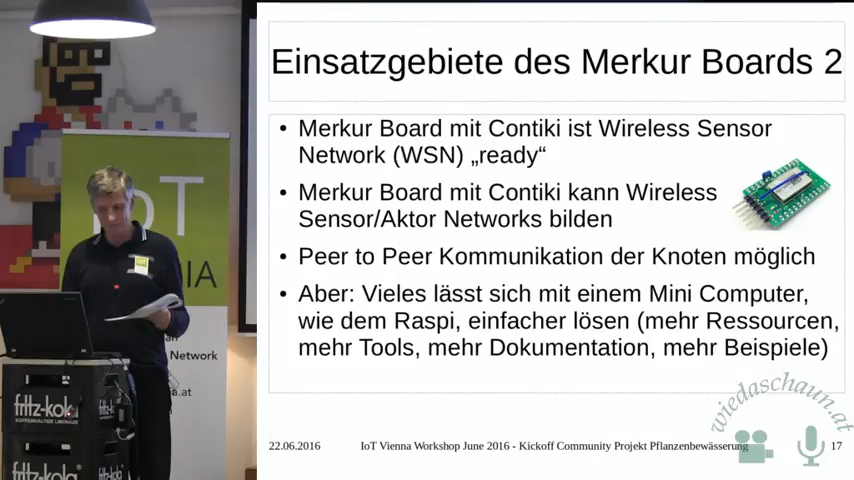 Einsatzgebiete des Merkur Boards 2
• Merkur Board mit Contiki ist Wireless Sensor
Network (WSN) „ready“
• Merkur Board mit Contiki kann Wireless
Sensor/Aktor Networks bilden
• Peer to Peer Kommunikation der Knoten möglich
• Aber: Vieles lässt sich mit einem Mini Computer,
wie dem Raspi, einfacher lösen (mehr Ressourcen,
mehr Tools, mehr Dokumentation, mehr Beispiele)
22.06.2016
IoT Vienna Workshop June 2016 - Kickoff Community Projekt Pflanzenbewässerung
17
wiedaschaun.at
IoT
Network
fritz-kola
KOFFEINHALTIGE LIMONADE
fritz-kola